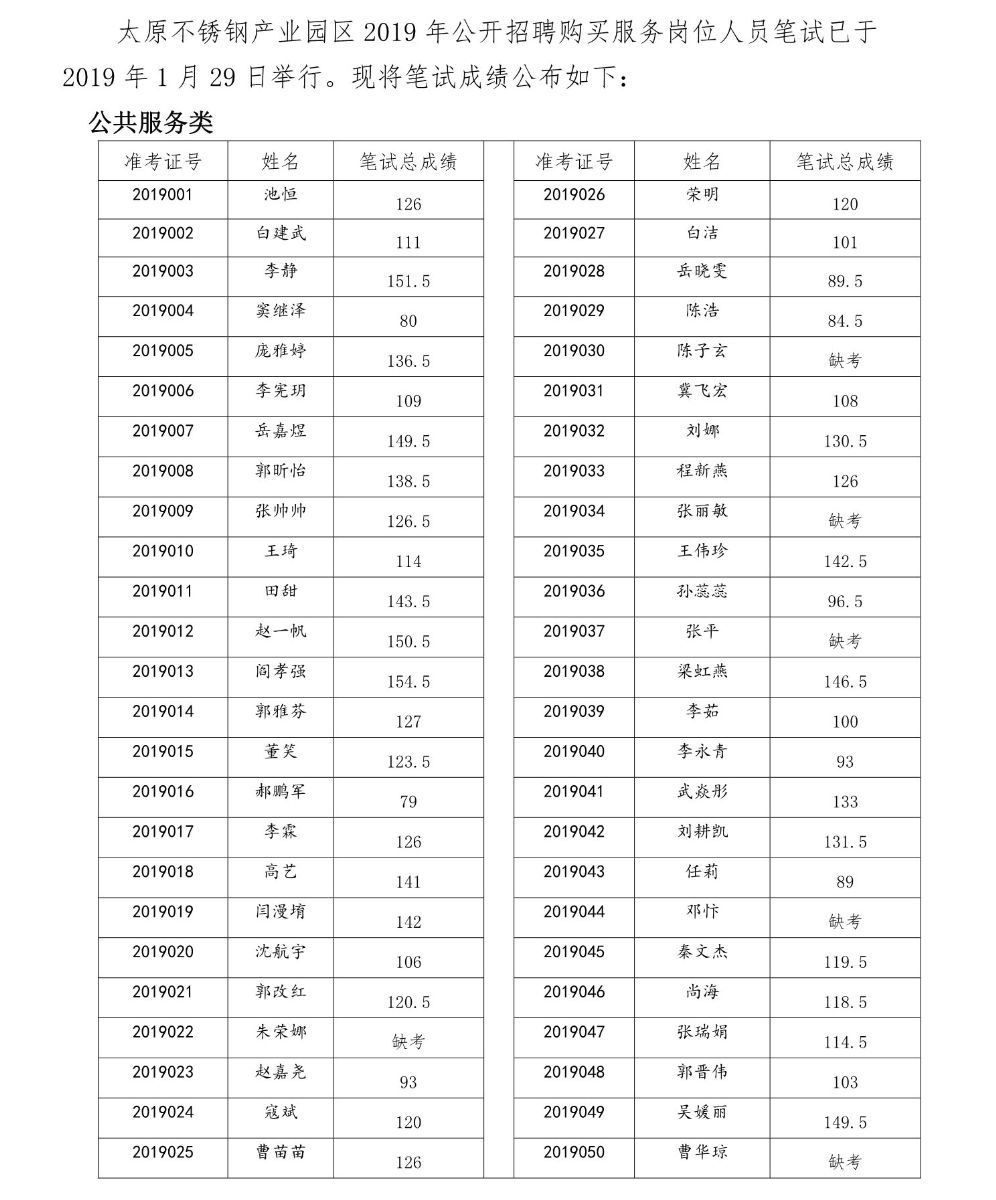 太原不锈钢产业园区 2019 年公开招聘购买服务岗位人员笔试已于
2019 年 1 月 29 日举行。现将笔试成绩公布如下：
公共服务类
准考证号 姓名 笔试总成绩 准考证号 姓名 笔试总成绩
2019001 池恒 126 2019026 荣明 120
2019002 白建武 111 2019027 白洁 101
2019003 李静 151.5 2019028 岳晓雯 89.5
2019004 窦继泽 80 2019029 陈浩 84.5
2019005 庞雅婷 136.5 2019030 陈子玄 缺考
2019006 李宪玥 109 2019031 冀飞宏 108
2019007 岳嘉煜 149.5 2019032 刘娜 130.5
2019008 郭昕怡 138.5 2019033 程新燕 126
2019009 张帅帅 126.5 2019034 张丽敏 缺考
2019010 王琦 114 2019035 王伟珍 142.5
2019011 田甜 143.5 2019036 孙蕊蕊 96.5
2019012 赵一帆 150.5 2019037 张平 缺考
2019013 阎孝强 154.5 2019038 梁虹燕 146.5
2019014 郭雅芬 127 2019039 李茹 100
2019015 董笑 123.5 2019040 李永青 93
2019016 郝鹏军 79 2019041 武焱彤 133
2019017 李霖 126 2019042 刘耕凯 131.5
2019018 高艺 141 2019043 任莉 89
2019019 闫漫堉 142 2019044 邓忭 缺考
2019020 沈航宇 106 2019045 秦文杰 119.5
2019021 郭改红 120.5 2019046 尚海 118.5
2019022 朱荣娜 缺考 2019047 张瑞娟 114.5
2019023 赵嘉尧 93 2019048 郭晋伟 103
2019024 寇斌 120 2019049 吴媛丽 149.5
2019025 曹苗苗 126 2019050 曹华琼 缺考